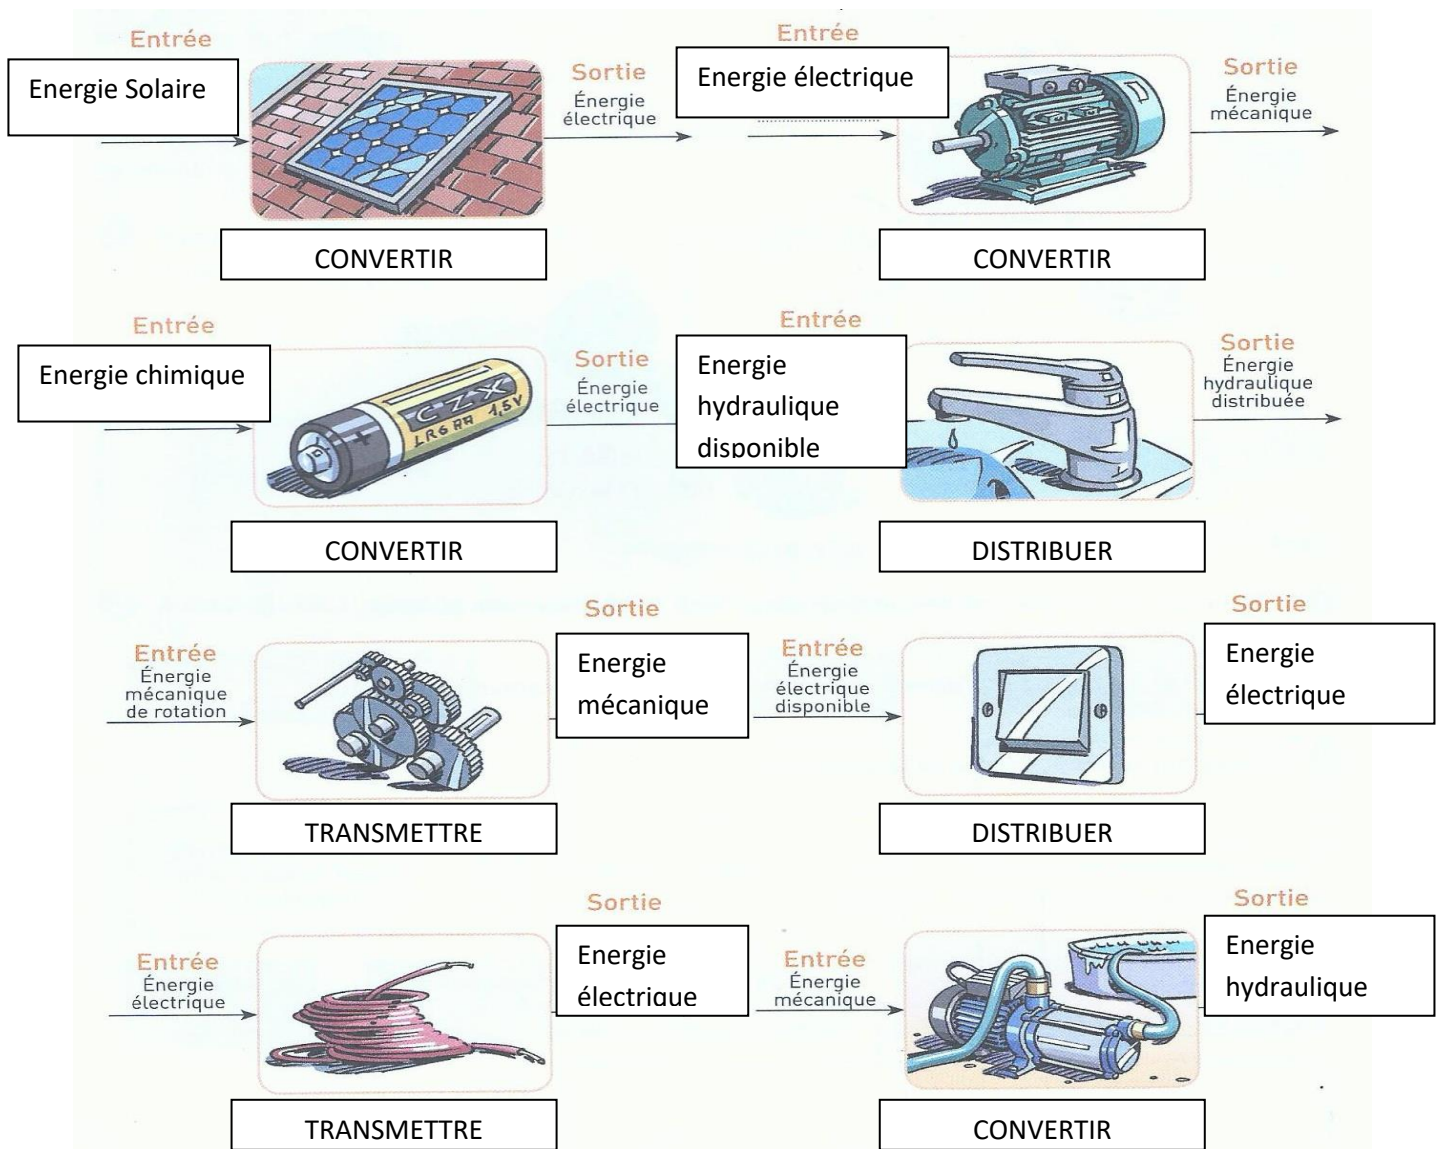 Entrée
Energie Solaire
Sortie
Énergie
électrique
CONVERTIR
Entrée
Energie électrique
Sortie
Énergie
mécanique
CONVERTIR
Entrée
Energie chimique
Sortie
Énergie
électrique
CZX
LR6 AA 1,5V
+
CONVERTIR
Entrée
Energie
hydraulique
disponible
Sortie
Énergie
hydraulique
distribuée
DISTRIBUER
Entrée
Énergie
mécanique
de rotation
Sortie
Energie
mécanique
TRANSMETTRE
Entrée
Énergie
électrique
disponible
Sortie
Energie
électrique
DISTRIBUER
Entrée
Énergie
électrique
Sortie
Energie
électrique
TRANSMETTRE
Entrée
Énergie
mécanique
Sortie
Energie
hydraulique
CONVERTIR